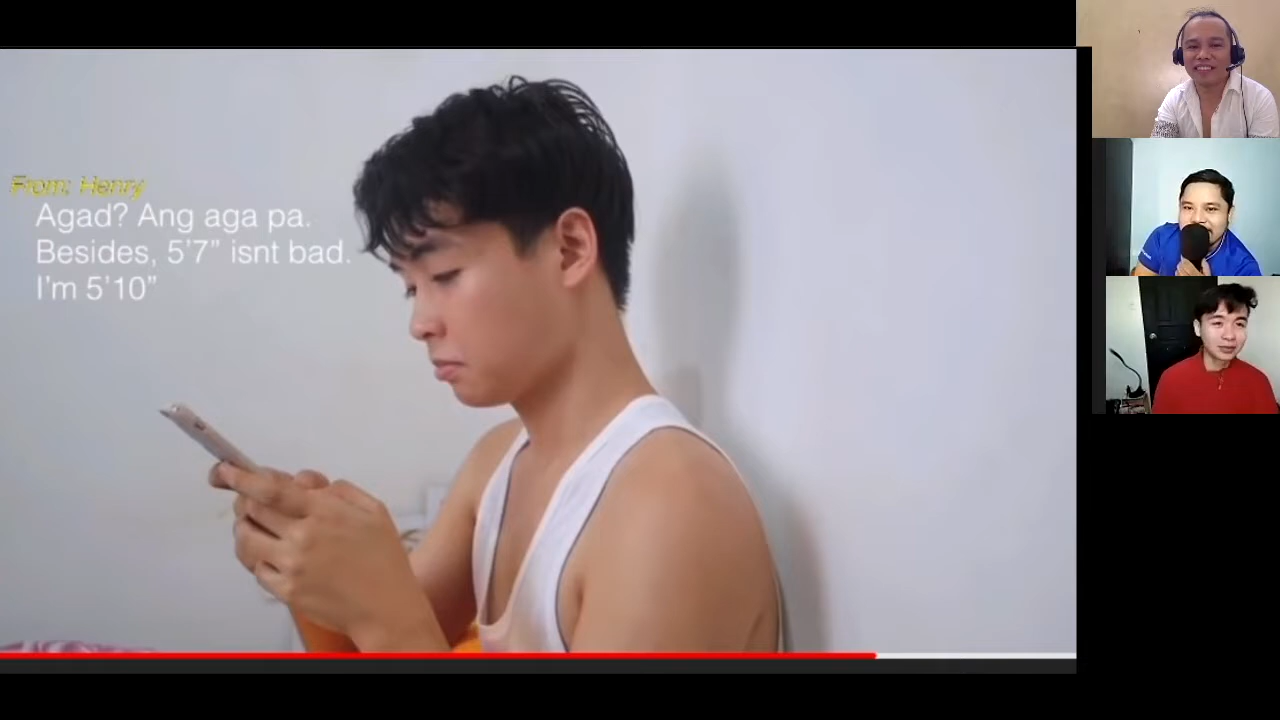 From: Henry
Agad? Ang aga pa.
Besides, 5'7" isnt bad.
I'm 5'10"